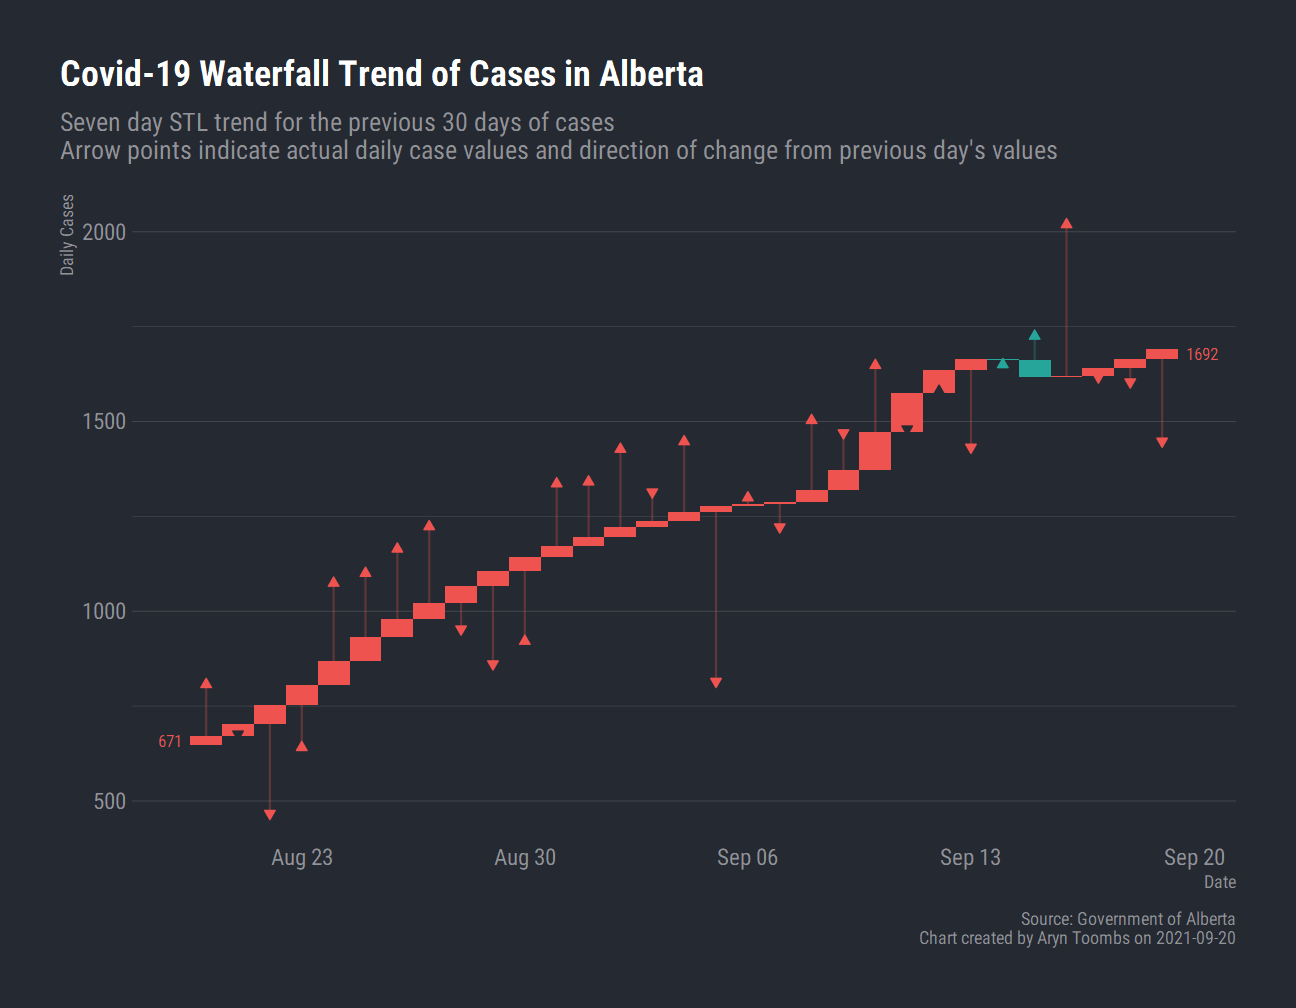 Covid-19 Waterfall Trend of Cases in Alberta
Seven day STL trend for the previous 30 days of cases
Arrow points indicate actual daily case values and direction of change from previous day's values
Daily Cases
2000
1500
1000
500
1692
671
Aug 23
Aug 30
Sep 06
Sep 13
Sep 20
Date
Source: Government of Alberta
Chart created by Aryn Toombs on 2021-09-20